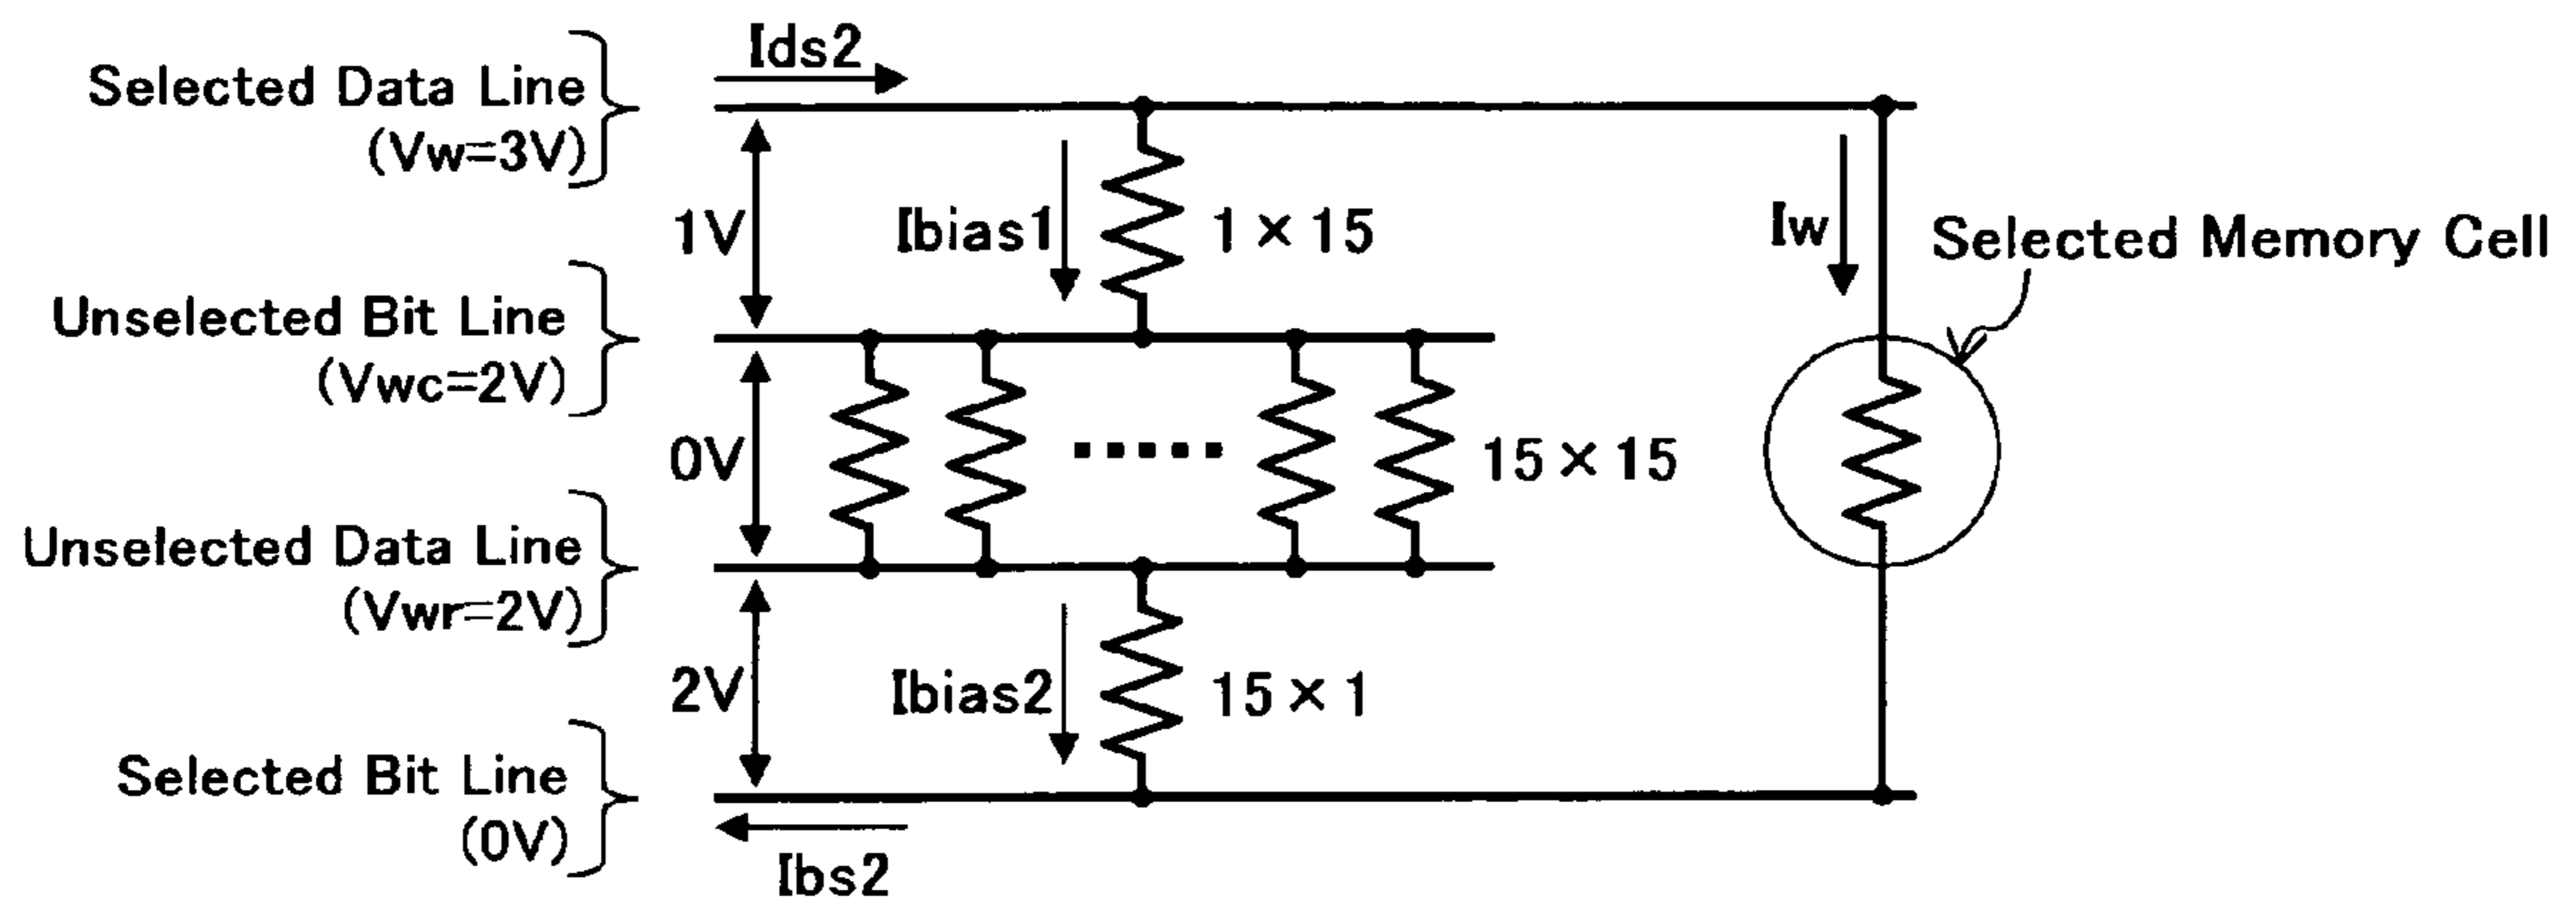 Ids2
Selected Data Line
(Vw=3V)
1V
Ibias1
1×15
Iw
Selected Memory Cell
Unselected Bit Line
(Vwc=2V)
0V
15×15
Unselected Data Line
(Vwr=2V)
2V
Ibias2
15×1
Selected Bit Line
(0V)
Ibs2